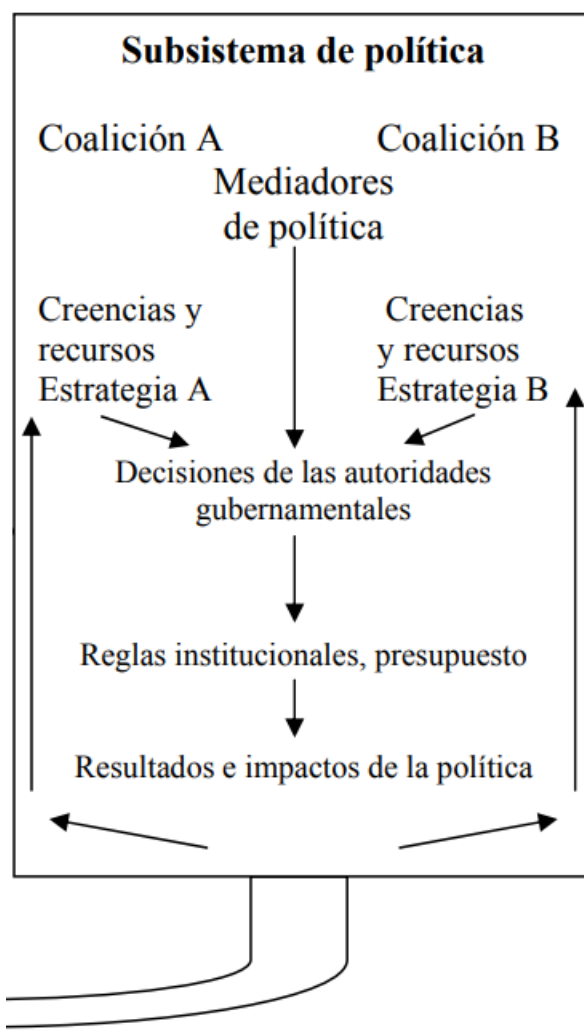 Subsistema de política
Coalición A
Coalición B
Mediadores
de política
Creencias y
recursos
Estrategia A
Creencias
y recursos
Estrategia B
Decisiones de las autoridades
gubernamentales
Reglas institucionales, presupuesto
Resultados e impactos de la política